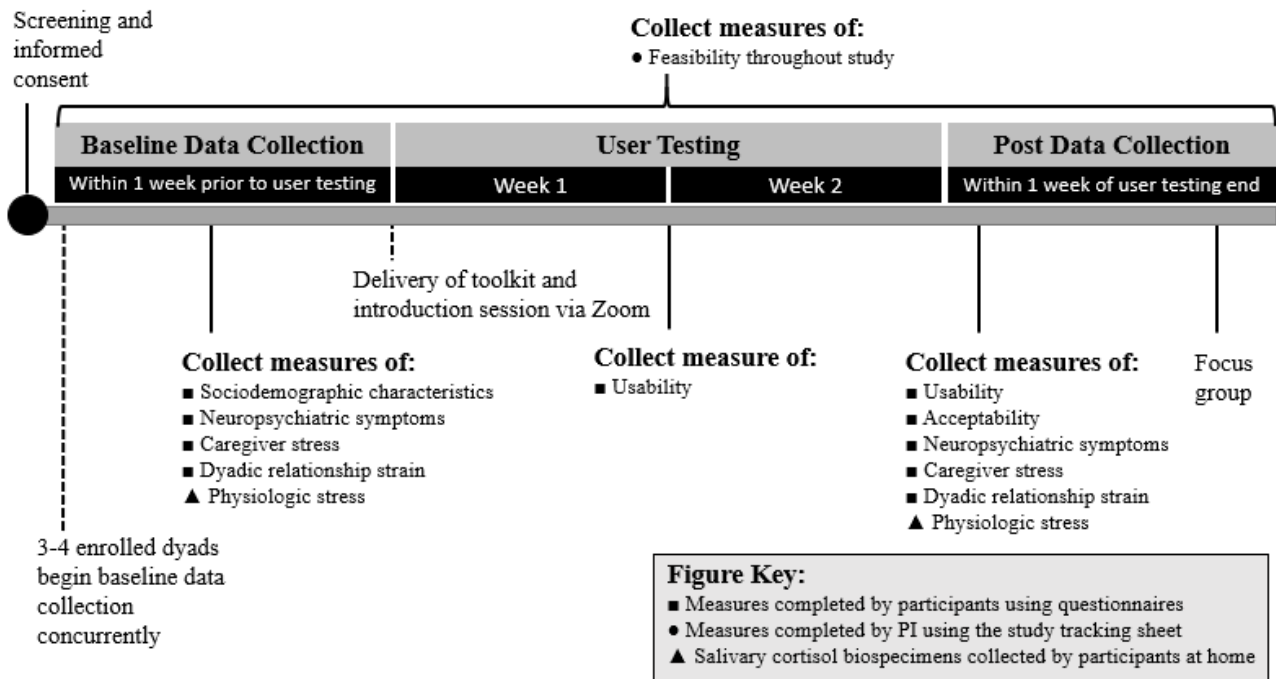 Screening and
informed
consent
Collect measures of:
● Feasibility throughout study
Baseline Data Collection
User Testing
Post Data Collection
Within 1 week prior to user testing
Week 1
Week 2
Within 1 week of user testing end
Delivery of toolkit and
introduction session via Zoom
Collect measures of:
■ Sociodemographic characteristics
■ Neuropsychiatric symptoms
■ Caregiver stress
■ Dyadic relationship strain
▲ Physiologic stress
Collect measure of:
■ Usability
Collect measures of:
■ Usability
■ Acceptability
■ Neuropsychiatric symptoms
■ Caregiver stress
■ Dyadic relationship strain
▲ Physiologic stress
Focus
group
3-4 enrolled dyads
begin baseline data
collection
concurrently
Figure Key:
■ Measures completed by participants using questionnaires
● Measures completed by PI using the study tracking sheet
▲ Salivary cortisol biospecimens collected by participants at home